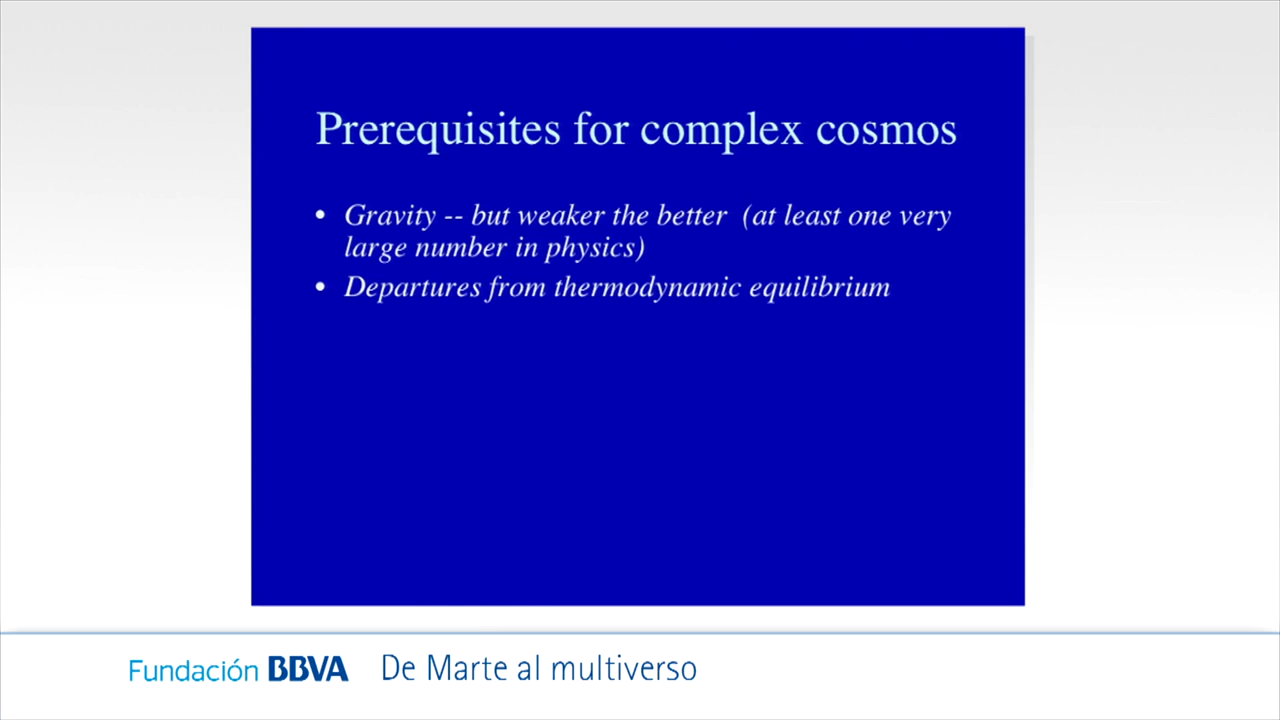 Prerequisites for complex cosmos
• Gravity -- but weaker the better (at least one very
large number in physics)
• Departures from thermodynamic equilibrium
Fundación BBVA De Marte al multiverso